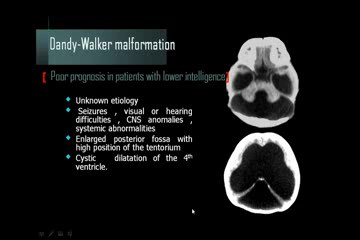 Dandy-Walker malformation
[ Poor prognosis in patients with lower intelligence ]
Unknown etiology
Seizures , visual or hearing
difficulties , CNS anomalies ,
systemic abnormalities
Enlarged posterior fossa with
high position of the tentorium
Cystic dilatation of the 4th
ventricle.